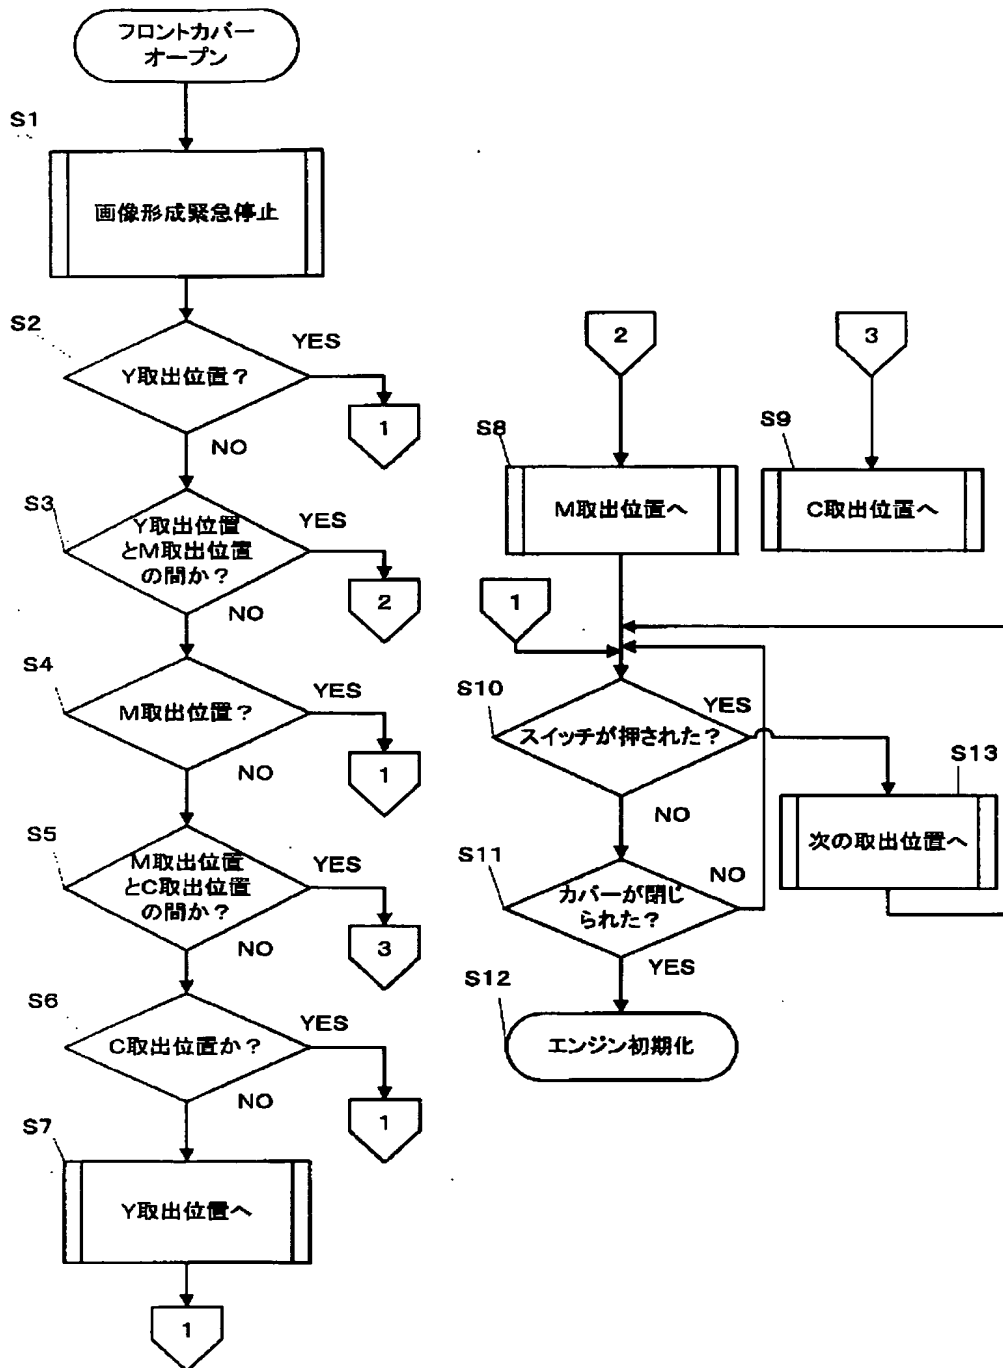 フロントカバー
オープン
S1
画像形成緊急停止
S2
YES
Y取出位置？
1
NO
S3
YES
Y取出位置
とM取出位置
の間か？
2
NO
S4
YES
M取出位置？
1
NO
S5
YES
M取出位置
とC取出位置
の間か？
3
NO
S6
YES
C取出位置か？
1
NO
S7
Y取出位置へ
1
2
S8
M取出位置へ
3
S9
C取出位置へ
1
S10
YES
スイッチが押された？
NO
S13
次の取出位置へ
S11
NO
カバーが閉じ
られた？
YES
S12
エンジン初期化